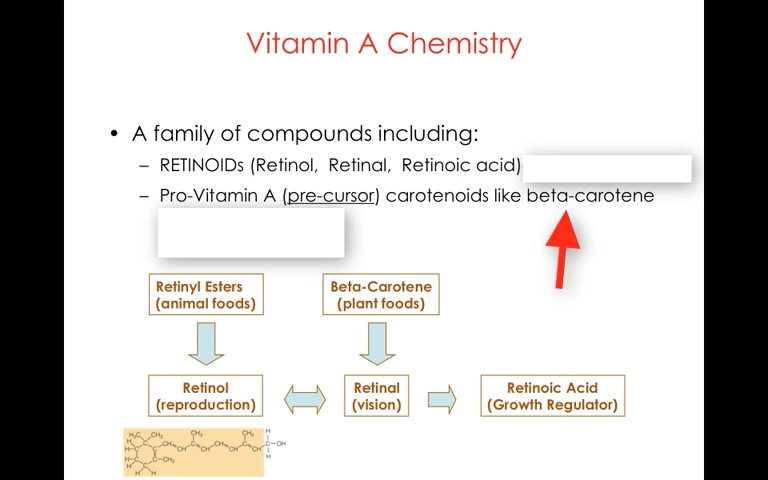 Vitamin A Chemistry
• A family of compounds including:
– RETINOIDs (Retinol, Retinal, Retinoic acid)
– Pro-Vitamin A (pre-cursor) carotenoids like beta-carotene
Retinyl Esters
(animal foods)
Beta-Carotene
(plant foods)
Retinol
(reproduction)
Retinal
(vision)
Retinoic Acid
(Growth Regulator)